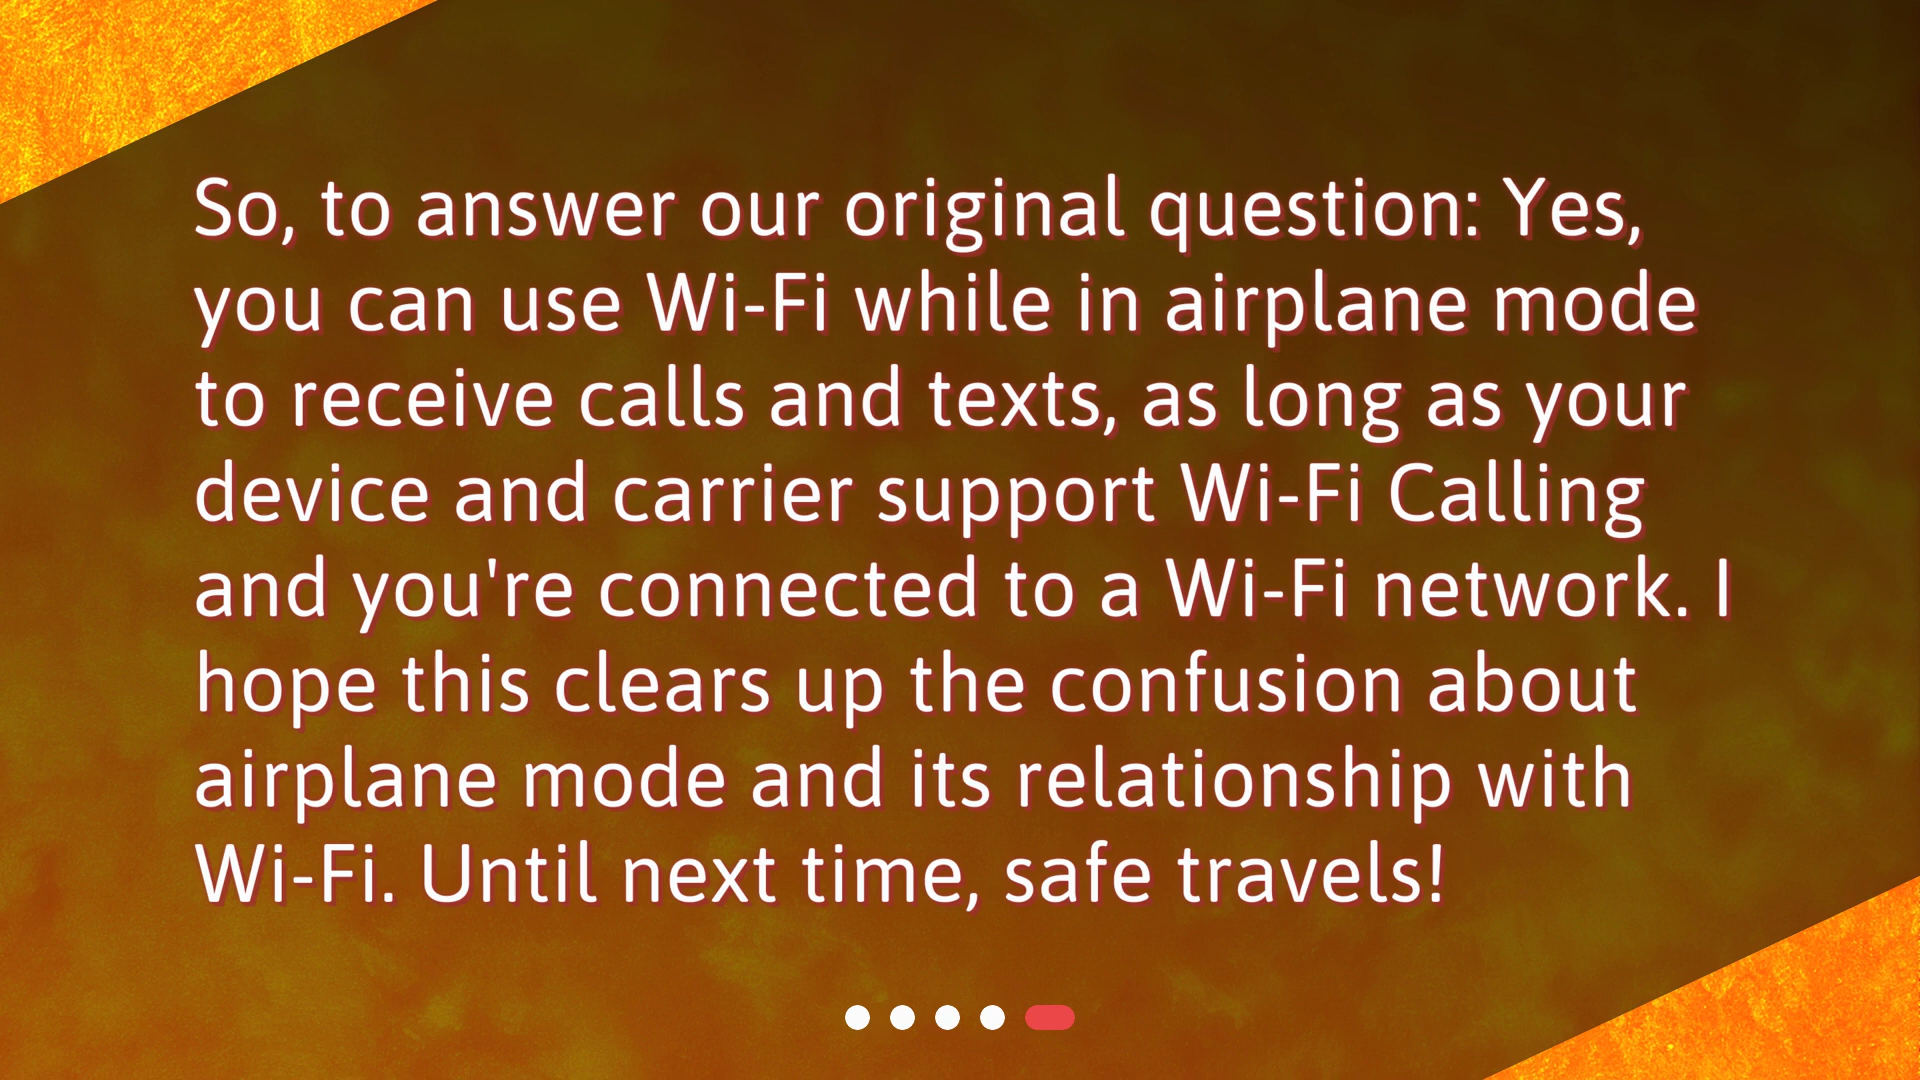 So, to answer our original question: Yes,
you can use Wi-Fi while in airplane mode
to receive calls and texts, as long as your
device and carrier support Wi-Fi Calling
and you're connected to a Wi-Fi network. I
hope this clears up the confusion about
airplane mode and its relationship with
Wi-Fi. Until next time, safe travels!